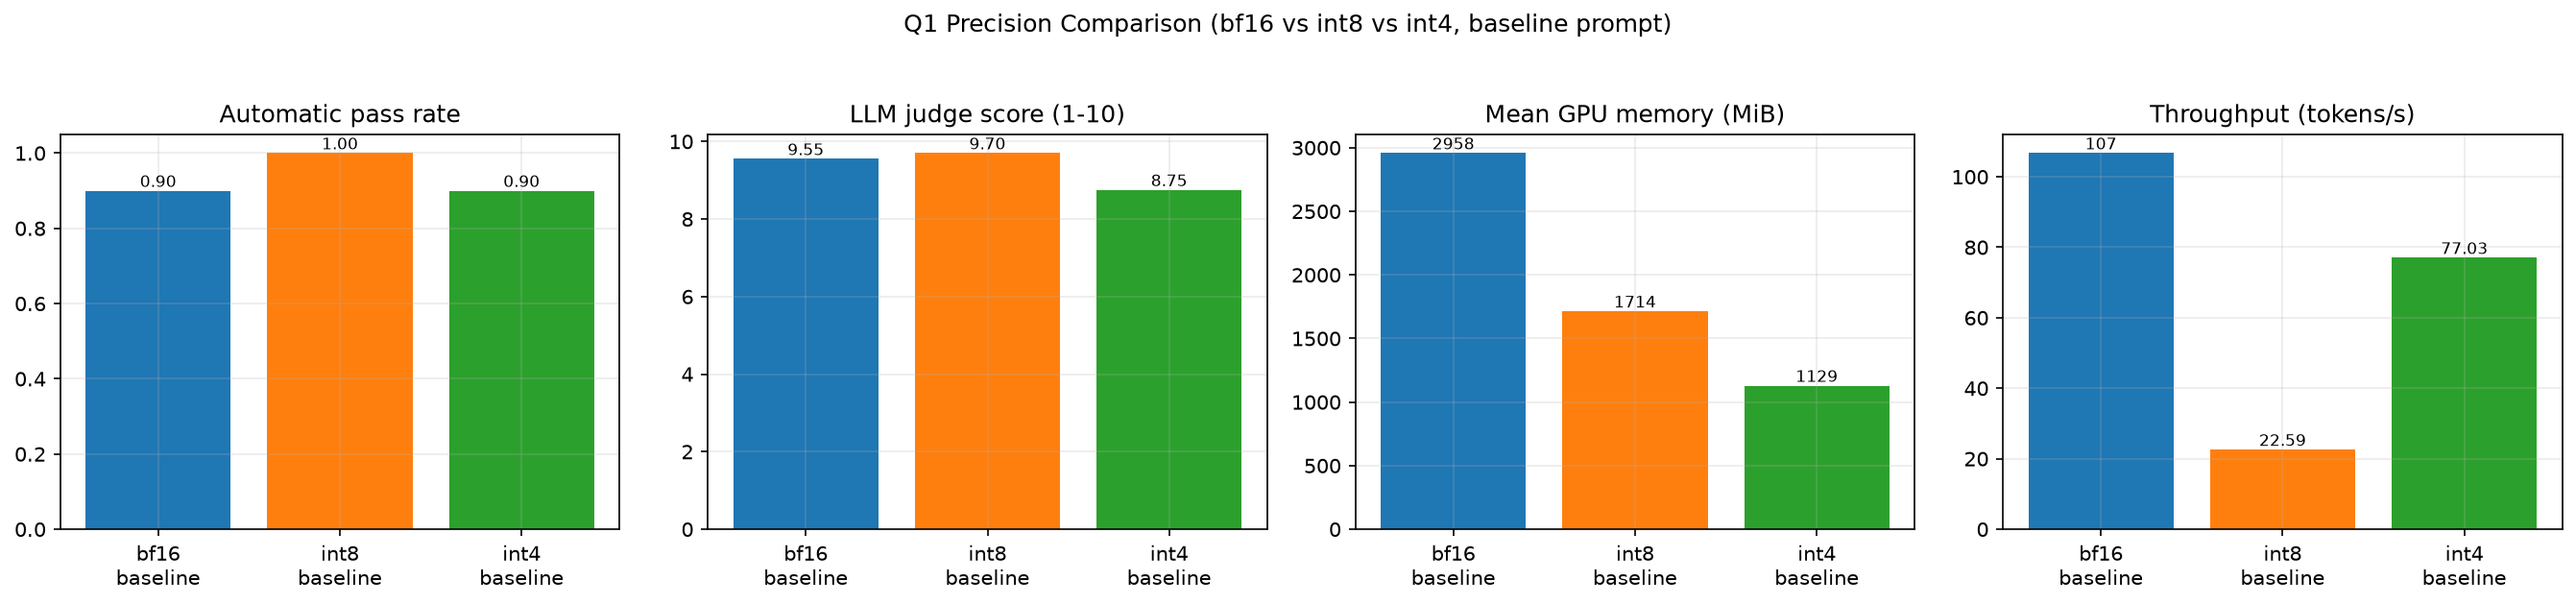 Q1 Precision Comparison (bf16 vs int8 vs int4, baseline prompt)
Automatic pass rate
1.0
0.8
0.6
0.4
0.2
0.0
0.90
1.00
0.90
bf16
baseline
int8
baseline
int4
baseline
LLM judge score (1-10)
10
8
6
4
2
0
9.55
9.70
8.75
bf16
baseline
int8
baseline
int4
baseline
Mean GPU memory (MiB)
3000
2500
2000
1500
1000
500
0
2958
1714
1129
bf16
baseline
int8
baseline
int4
baseline
Throughput (tokens/s)
100
80
60
40
20
0
107
22.59
77.03
bf16
baseline
int8
baseline
int4
baseline